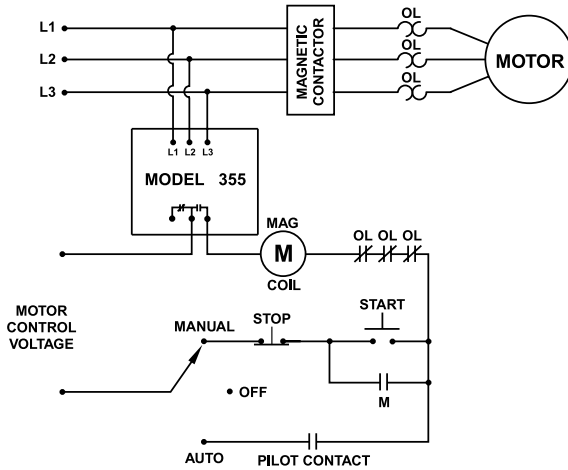 L1
L2
L3
MAGNETIC
CONTACTOR
OL
OL
OL
MOTOR
L1 L2 L3
MODEL 355
MAG
M
COIL
OL OL OL
MOTOR
CONTROL
VOLTAGE
MANUAL
STOP
START
M
OFF
AUTO
PILOT CONTACT